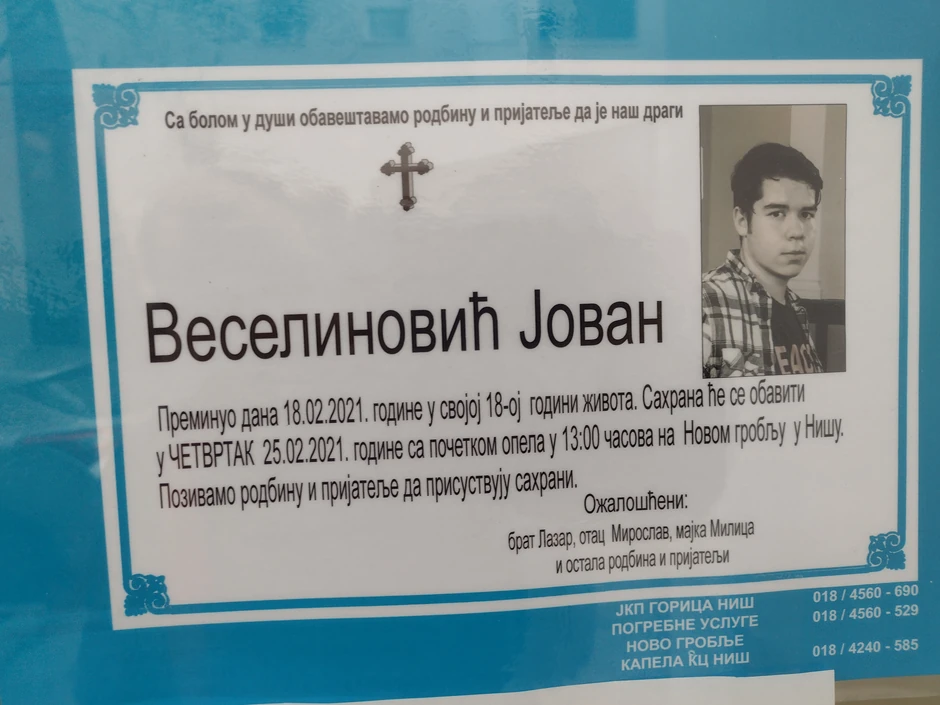 Са болом у души обавештавамо родбину и пријатеље да је наш драги
Веселиновић Јован
Преминуо дана 18.02.2021. године у својој 18-ој години живота. Сахрана ће се обавити
у ЧЕТВРТАК 25.02.2021. године са почетком опела у 13:00 часова на Новом гробљу у Нишу.
Позивамо родбину и пријатеље да присуствују сахрани.
Ожалошћени:
брат Лазар, отац Мирослав, мајка Милица
и остала родбина и пријатељи
ЈКП ГОРИЦА НИШ 018 / 4560 - 690
ПОГРЕБНЕ УСЛУГЕ 018 / 4560 - 529
НОВО ГРОБЉЕ
КАПЕЛА КЦ НИШ 018 / 4240 - 585